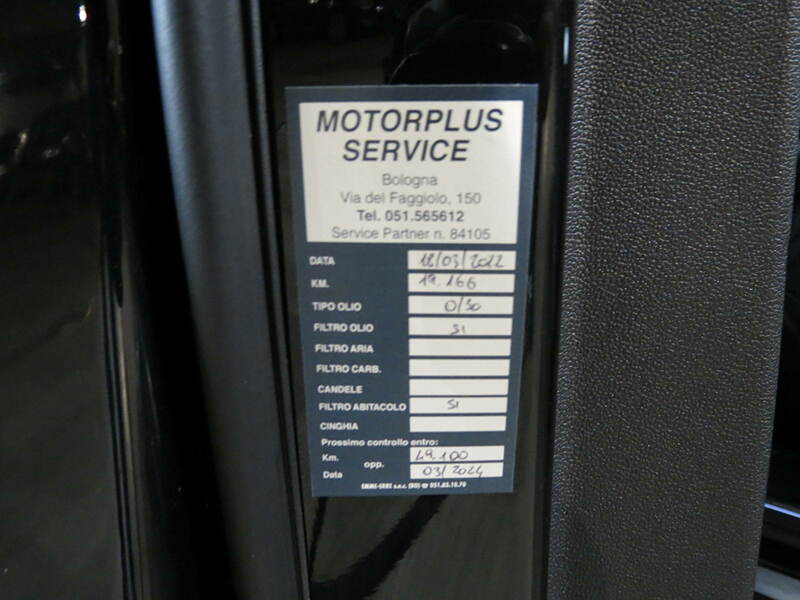 MOTORPLUS
SERVICE
Bologna
Via del Faggiolo, 150
Tel. 051.565612
Service Partner n. 84105
DATA 18/03/2022
KM. 19.166
TIPO OLIO 0/30
FILTRO OLIO SI
FILTRO ARIA
FILTRO CARB.
CANDELE
FILTRO ABITACOLO SI
CINGHIA
Prossimo controllo entro:
Km. 49.100
opp.
Data 03/2024